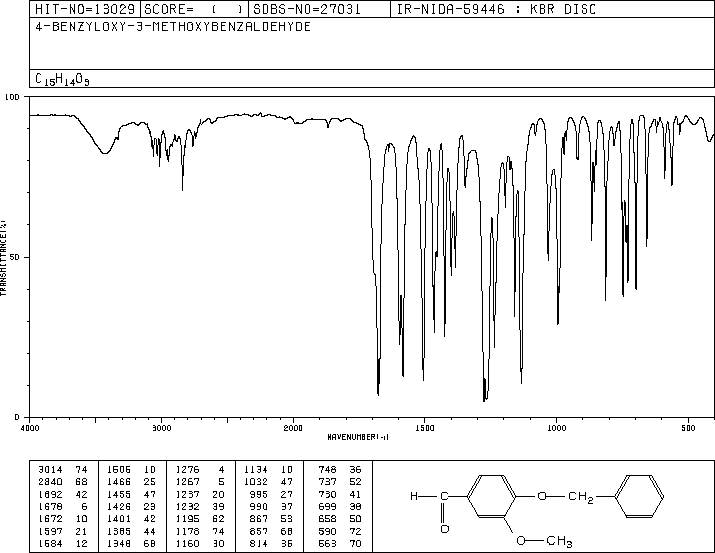 HIT-NO=13029 SCORE= ( ) SDBS-NO=27031 IR-NIDA-59446 : KBR DISC
4-BENZYLOXY-3-METHOXYBENZALDEHYDE
C15H14O3
100
50
0
TRANSMITTANCE(%)
4000 3000 2000 1500 1000 500
WAVENUMBER(-1)
3014 74 1506 10 1276 4 1134 10 748 36
2840 68 1466 25 1267 5 1032 47 737 52
1692 42 1455 47 1237 20 995 27 730 41
1678 6 1426 23 1232 39 990 37 699 38
1672 10 1401 42 1195 62 867 53 658 50
1597 21 1385 44 1178 74 857 68 590 72
1584 12 1348 68 1160 30 814 35 563 70
H C O O CH2
O CH3